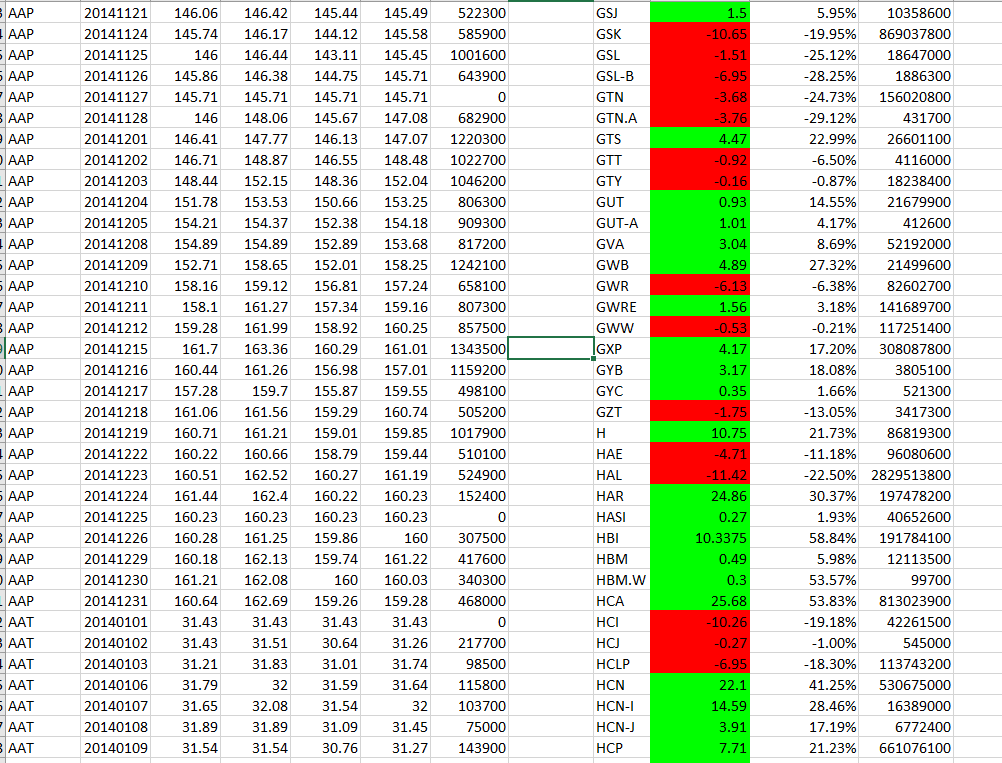 AAP 20141121 146.06 146.42 145.44 145.49 522300 GSJ 1.5 5.95% 10358600
AAP 20141124 145.74 146.17 144.12 145.58 585900 GSK -10.65 -19.95% 869037800
AAP 20141125 146 146.44 143.11 145.45 1001600 GSL -1.51 -25.12% 18647000
AAP 20141126 145.86 146.38 144.75 145.71 643900 GSL-B -6.95 -28.25% 1886300
AAP 20141127 145.71 145.71 145.71 145.71 0 GTN -3.68 -24.73% 156020800
AAP 20141128 146 148.06 145.67 147.08 682900 GTN.A -3.76 -29.12% 431700
AAP 20141201 146.41 147.77 146.13 147.07 1220300 GTS 4.47 22.99% 26601100
AAP 20141202 146.71 148.87 146.55 148.48 1022700 GTT -0.92 -6.50% 4116000
AAP 20141203 148.44 152.15 148.36 152.04 1046200 GTY -0.16 -0.87% 18238400
AAP 20141204 151.78 153.53 150.66 153.25 806300 GUT 0.93 14.55% 21679900
AAP 20141205 154.21 154.37 152.38 154.18 909300 GUT-A 1.01 4.17% 412600
AAP 20141208 154.89 154.89 152.89 153.68 817200 GVA 3.04 8.69% 52192000
AAP 20141209 152.71 158.65 152.01 158.25 1242100 GWB 4.89 27.32% 21499600
AAP 20141210 158.16 159.12 156.81 157.24 658100 GWR -6.13 -6.38% 82602700
AAP 20141211 158.1 161.27 157.34 159.16 807300 GWRE 1.56 3.18% 141689700
AAP 20141212 159.28 161.99 158.92 160.25 857500 GWW -0.53 -0.21% 117251400
AAP 20141215 161.7 163.36 160.29 161.01 1343500 GXP 4.17 17.20% 308087800
AAP 20141216 160.44 161.26 156.98 157.01 1159200 GYB 3.17 18.08% 3805100
AAP 20141217 157.28 159.7 155.87 159.55 498100 GYC 0.35 1.66% 521300
AAP 20141218 161.06 161.56 159.29 160.74 505200 GZT -1.75 -13.05% 3417300
AAP 20141219 160.71 161.21 159.01 159.85 1017900 H 10.75 21.73% 86819300
AAP 20141222 160.22 160.66 158.79 159.44 510100 HAE -4.71 -11.18% 96080600
AAP 20141223 160.51 162.52 160.27 161.19 524900 HAL -11.42 -22.50% 2829513800
AAP 20141224 161.44 162.4 160.22 160.23 152400 HAR 24.86 30.37% 197478200
AAP 20141225 160.23 160.23 160.23 160.23 0 HASI 0.27 1.93% 40652600
AAP 20141226 160.28 161.25 159.86 160 307500 HBI 10.3375 58.84% 191784100
AAP 20141229 160.18 162.13 159.74 161.22 417600 HBM 0.49 5.98% 12113500
AAP 20141230 161.21 162.08 160 160.03 340300 HBM.W 0.3 53.57% 99700
AAP 20141231 160.64 162.69 159.26 159.28 468000 HCA 25.68 53.83% 813023900
AAT 20140101 31.43 31.43 31.43 31.43 0 HCI -10.26 -19.18% 42261500
AAT 20140102 31.43 31.51 30.64 31.26 217700 HCJ -0.27 -1.00% 545000
AAT 20140103 31.21 31.83 31.01 31.74 98500 HCLP -6.95 -18.30% 113743200
AAT 20140106 31.79 32 31.59 31.64 115800 HCN 22.1 41.25% 530675000
AAT 20140107 31.65 32.08 31.54 32 103700 HCN-I 14.59 28.46% 16389000
AAT 20140108 31.89 31.89 31.09 31.45 75000 HCN-J 3.91 17.19% 6772400
AAT 20140109 31.54 31.54 30.76 31.27 143900 HCP 7.71 21.23% 661076100